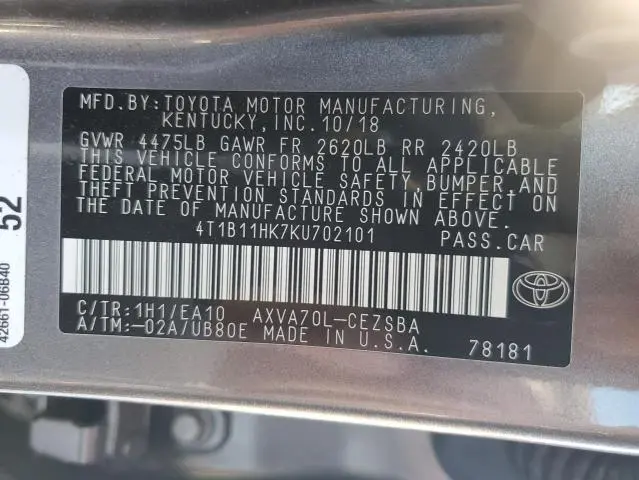 MFD.BY:TOYOTA MOTOR MANUFACTURING,
KENTUCKY,INC.10/18
GVWR 4475LB GAWR FR 2620LB RR 2420LB
THIS VEHICLE CONFORMS TO ALL APPLICABLE
FEDERAL MOTOR VEHICLE SAFETY,BUMPER,AND
THEFT PREVENTION STANDARDS IN EFFECT ON
THE DATE OF MANUFACTURE SHOWN ABOVE.
4T1B11HK7KU702101 PASS.CAR
C/TR:1H1/EA10 AXVA70L-CEZSBA
A/TM:-02A/UB80E MADE IN U.S.A. 78181
52
42661-06B40